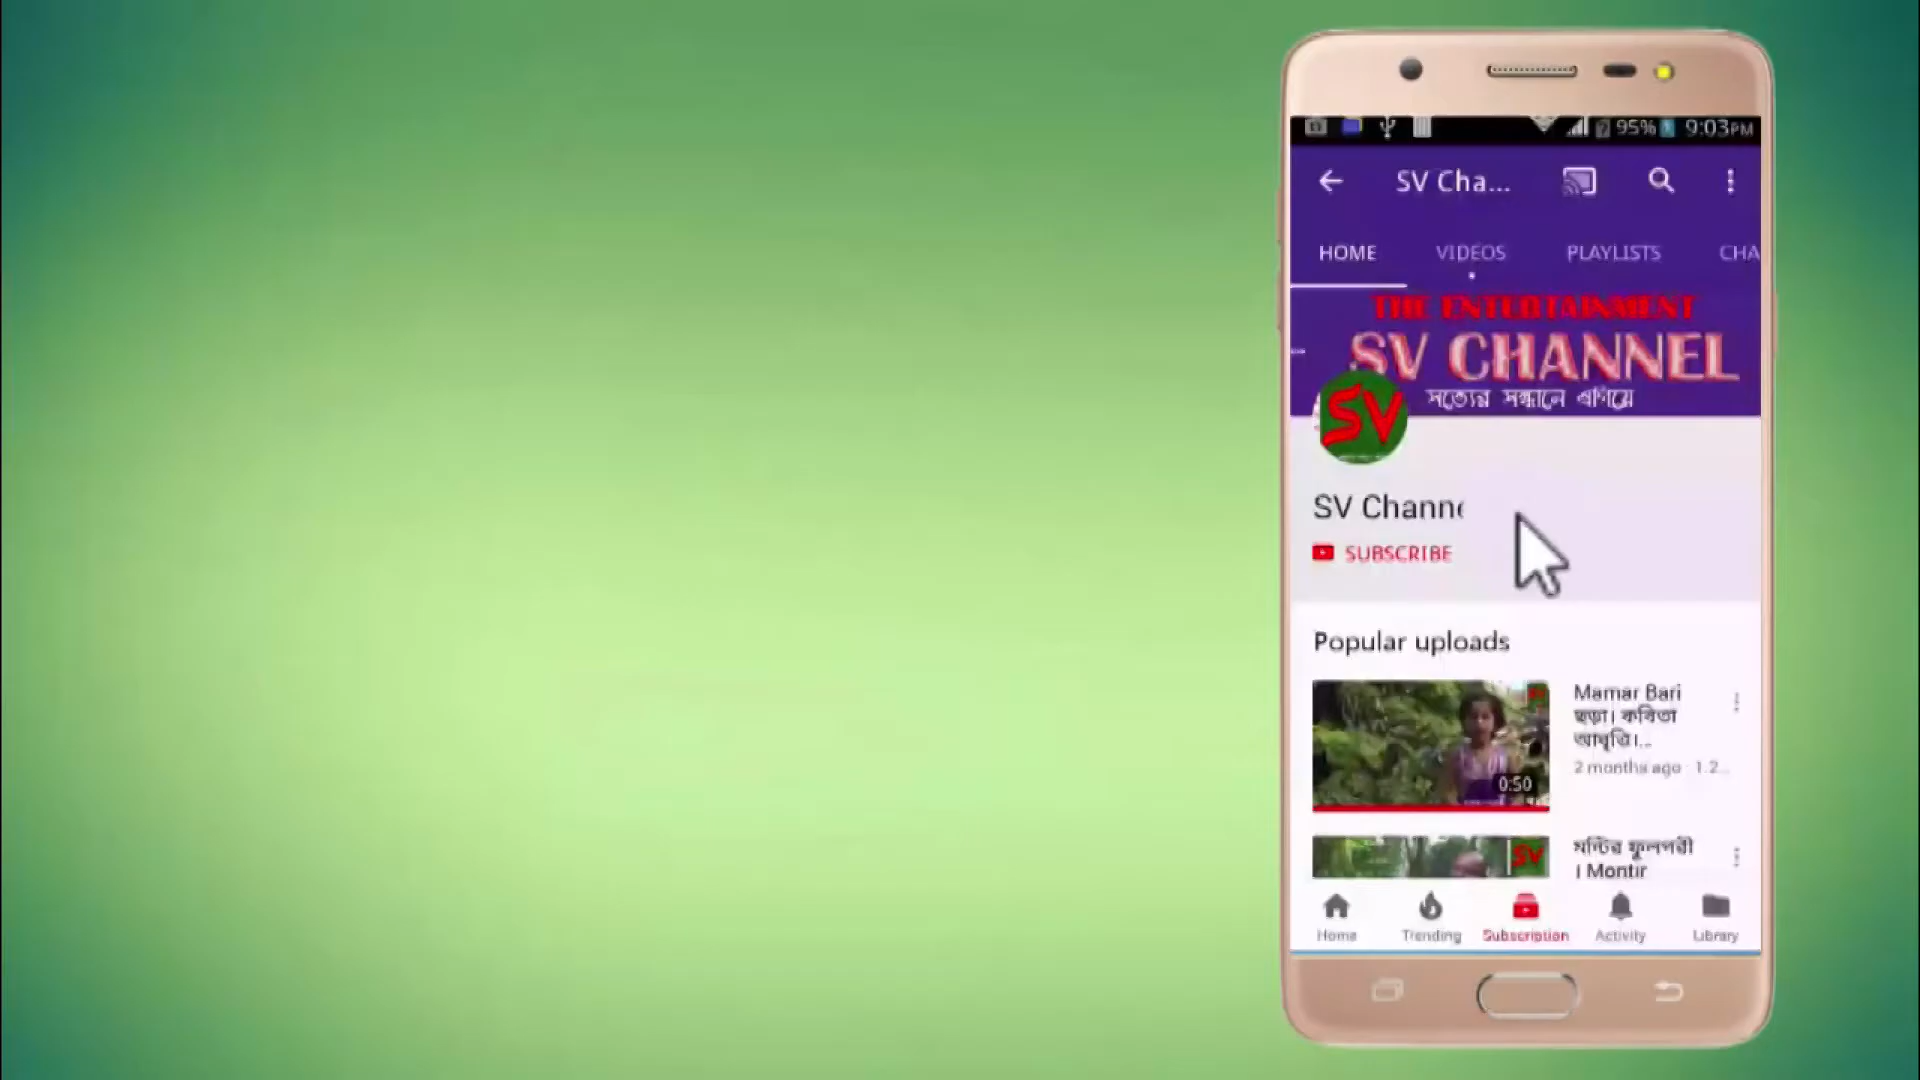 95% 9:03PM
SV Cha...
HOME VIDEOS PLAYLISTS CHA
THE ENTERTAINMENT
SV CHANNEL
সত্যের সন্ধানে এগিয়ে
SV
SV Channe
SUBSCRIBE
Popular uploads
Mamar Bari
ছড়া। কবিতা
আবৃত্তি।...
2 months ago · 1.2...
0:50
SV
মন্টির ফুলপরী
। Montir
Home Trending Subscription Activity Library